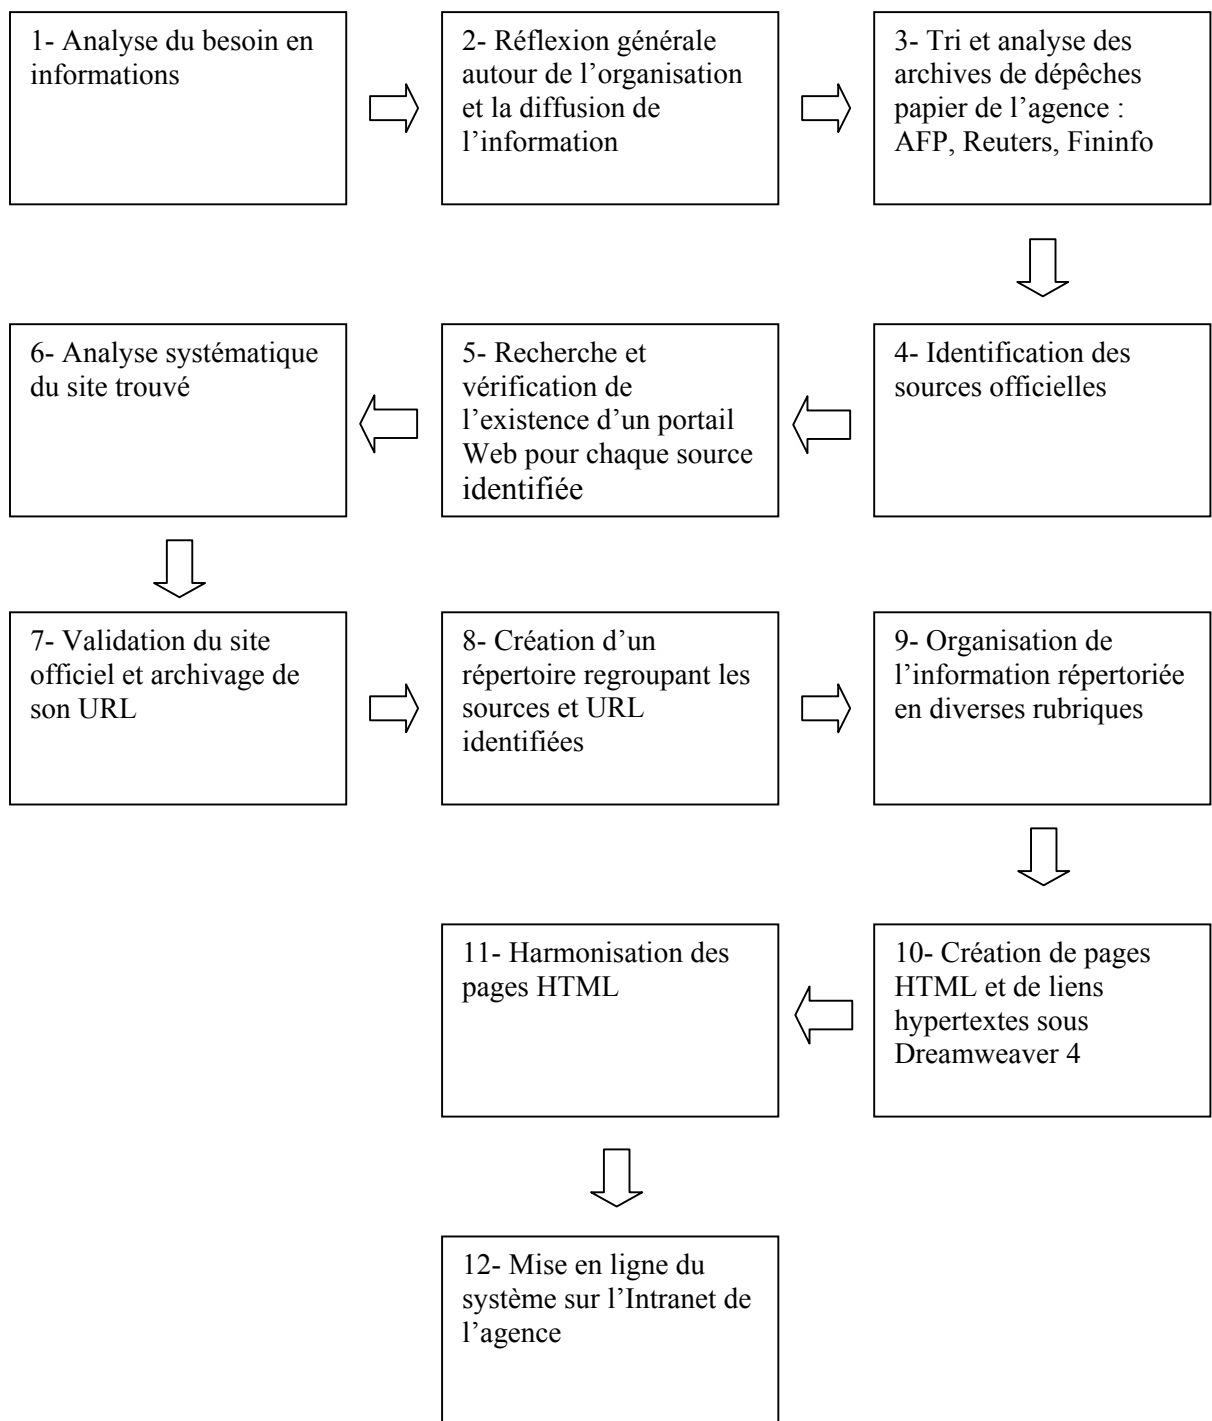 1- Analyse du besoin en
informations
2- Réflexion générale
autour de l’organisation
et la diffusion de
l’information
3- Tri et analyse des
archives de dépêches
papier de l’agence :
AFP, Reuters, Fininfo
4- Identification des
sources officielles
5- Recherche et
vérification de
l’existence d’un portail
Web pour chaque source
identifiée
6- Analyse systématique
du site trouvé
7- Validation du site
officiel et archivage de
son URL
8- Création d’un
répertoire regroupant les
sources et URL
identifiées
9- Organisation de
l’information répertoriée
en diverses rubriques
10- Création de pages
HTML et de liens
hypertextes sous
Dreamweaver 4
11- Harmonisation des
pages HTML
12- Mise en ligne du
système sur l’Intranet de
l’agence